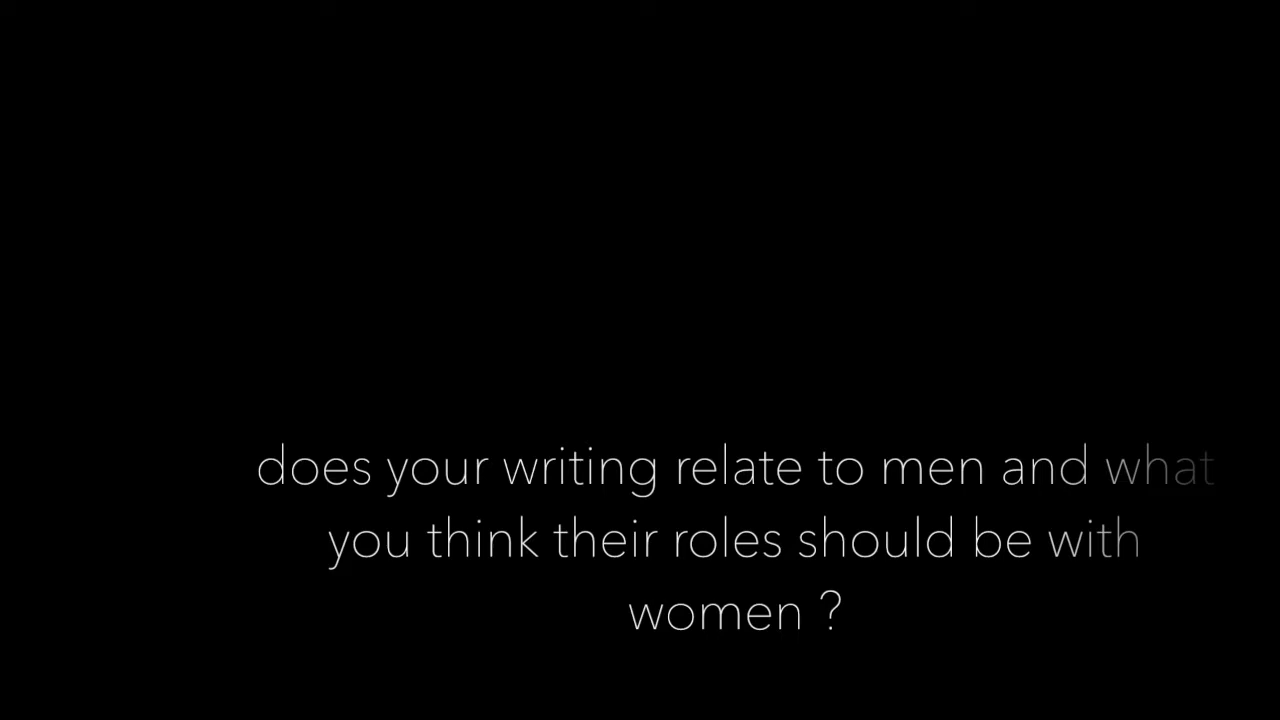 does your writing relate to men and what
you think their roles should be with
women ?